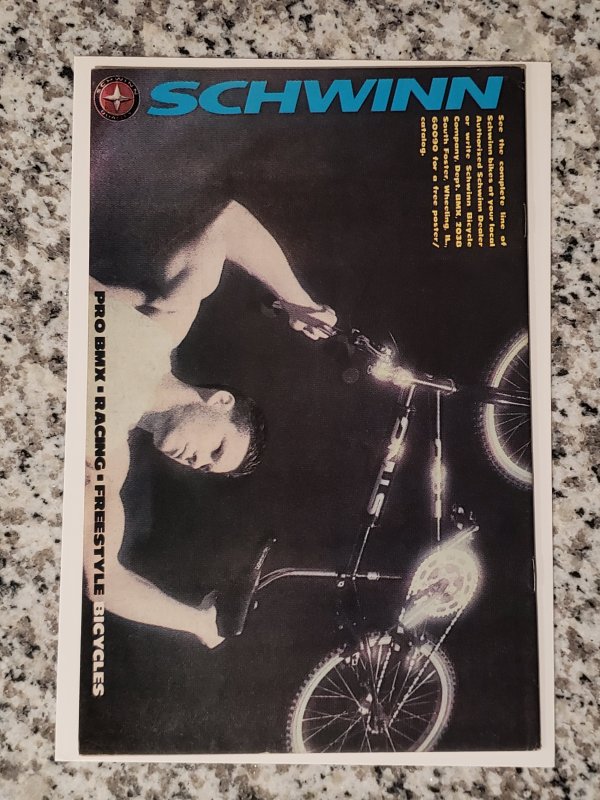 SCHWINN
See the complete line of
Schwinn bikes at your local
Authorized Schwinn Dealer
or write Schwinn Bicycle
Company, Dept. BMX, 2038
South Foster, Wheeling, IL.,
60090 for a free poster/
catalog.
PRO BMX • RACING • FREESTYLE BICYCLES